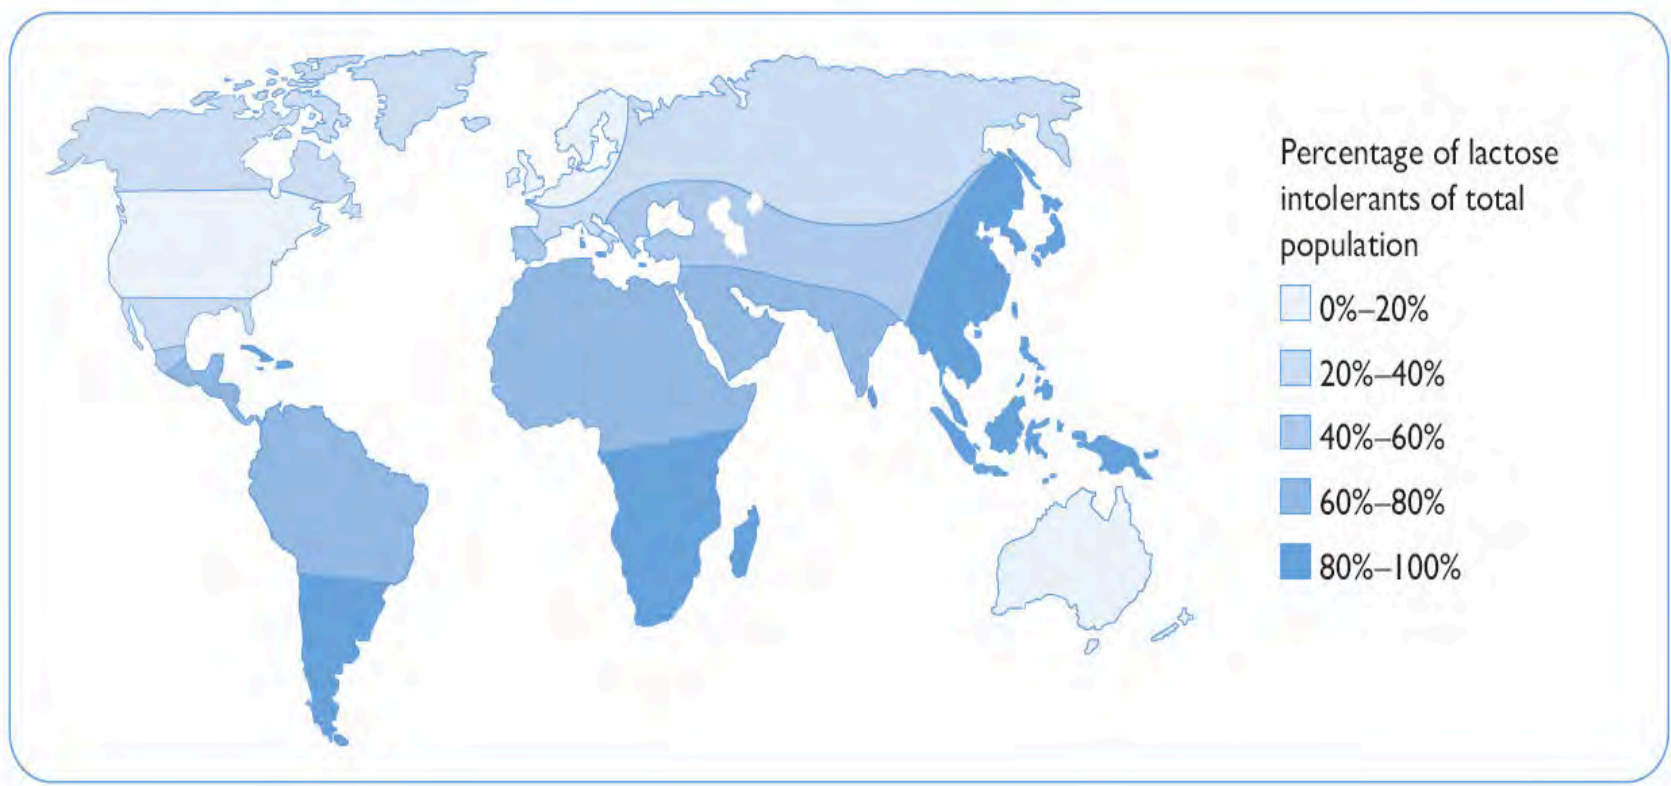 Percentage of lactose
intolerants of total
population
0%–20%
20%–40%
40%–60%
60%–80%
80%–100%